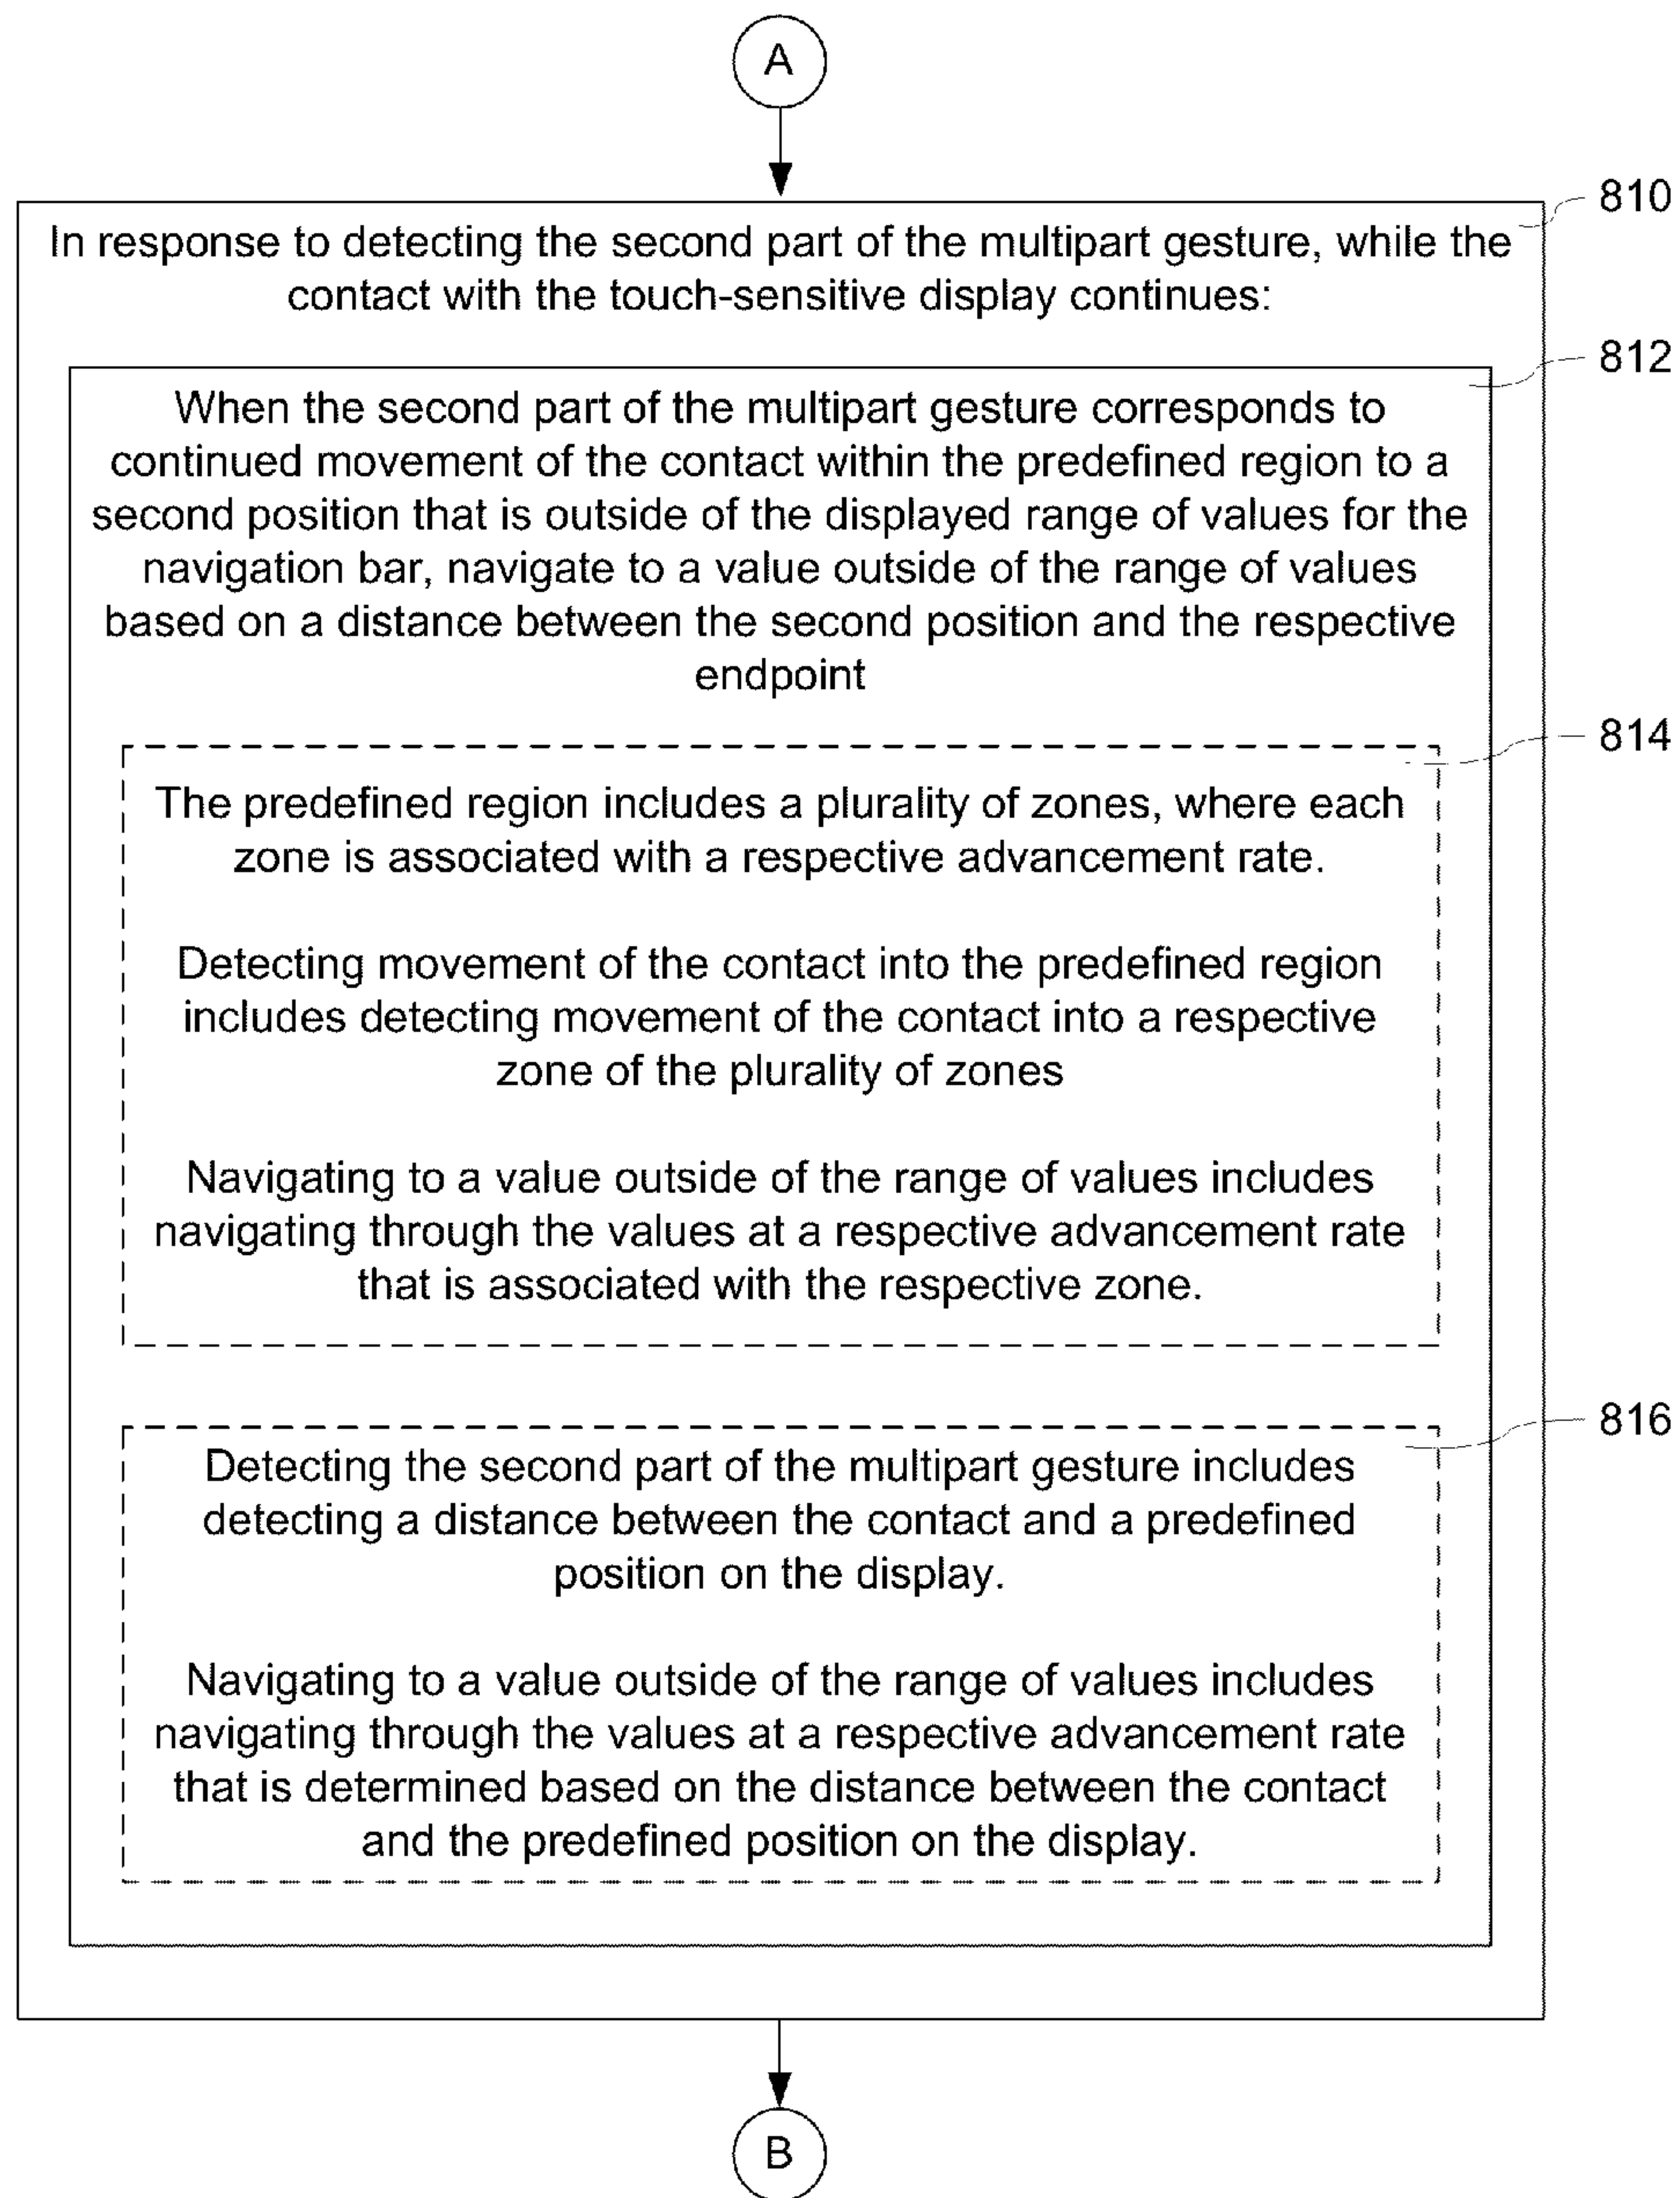 A
810
In response to detecting the second part of the multipart gesture, while the
contact with the touch-sensitive display continues:
812
When the second part of the multipart gesture corresponds to
continued movement of the contact within the predefined region to a
second position that is outside of the displayed range of values for the
navigation bar, navigate to a value outside of the range of values
based on a distance between the second position and the respective
endpoint
814
The predefined region includes a plurality of zones, where each
zone is associated with a respective advancement rate.
Detecting movement of the contact into the predefined region
includes detecting movement of the contact into a respective
zone of the plurality of zones
Navigating to a value outside of the range of values includes
navigating through the values at a respective advancement rate
that is associated with the respective zone.
816
Detecting the second part of the multipart gesture includes
detecting a distance between the contact and a predefined
position on the display.
Navigating to a value outside of the range of values includes
navigating through the values at a respective advancement rate
that is determined based on the distance between the contact
and the predefined position on the display.
B